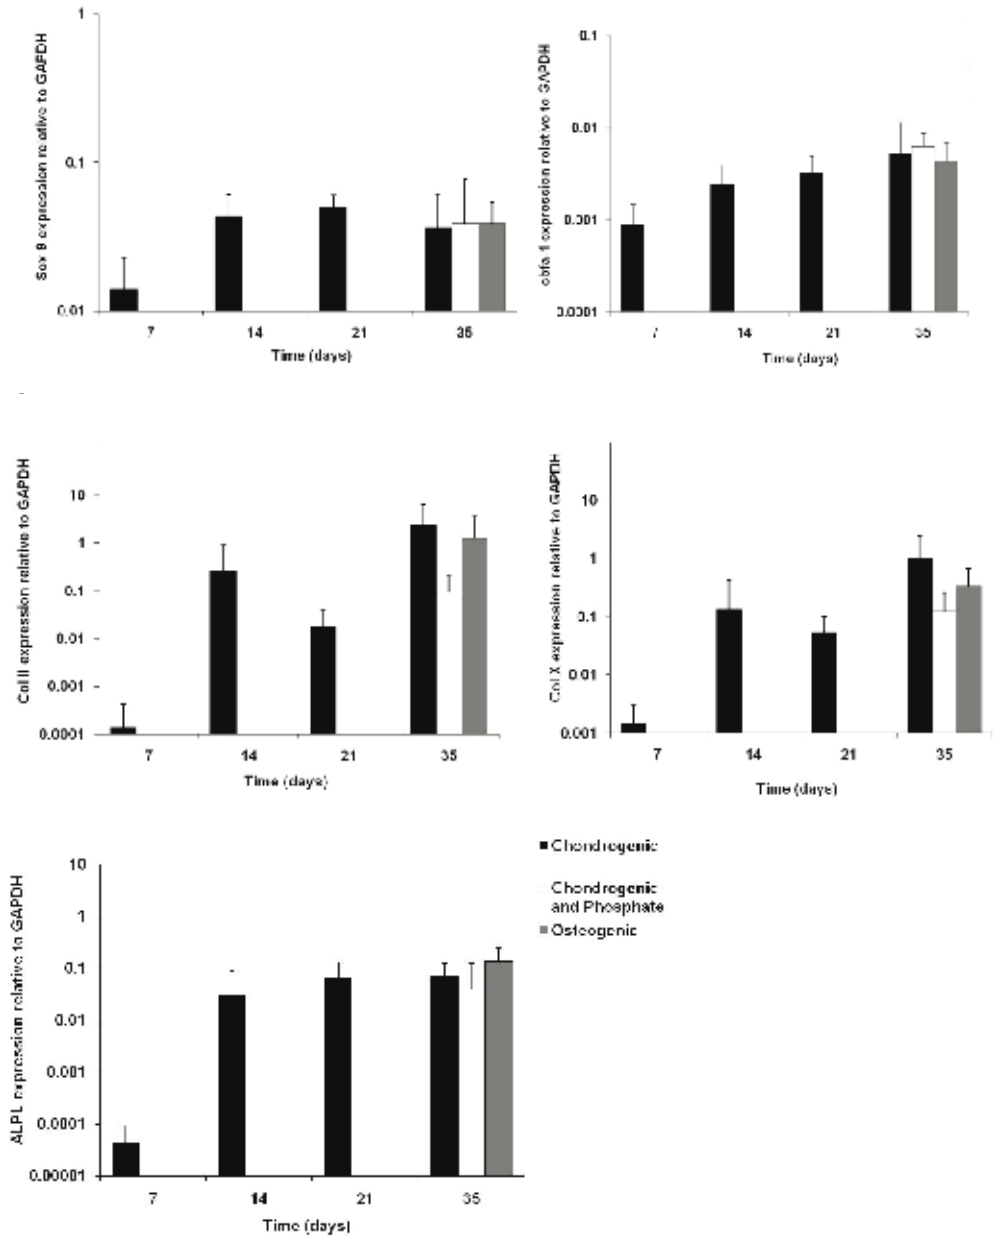 Sox 9 expression relative to GAPDH
1
0.1
0.01
7 14 21 35
Time (days)
cbfa 1 expression relative to GAPDH
0.1
0.01
0.001
0.0001
7 14 21 35
Time (days)
Col II expression relative to GAPDH
10
1
0.1
0.01
0.001
0.0001
7 14 21 35
Time (days)
Col X expression relative to GAPDH
10
1
0.1
0.01
0.001
7 14 21 35
Time (days)
ALPL expression relative to GAPDH
10
1
0.1
0.01
0.001
0.0001
0.00001
7 14 21 35
Time (days)
Chondrogenic
Chondrogenic
and Phosphate
Osteogenic